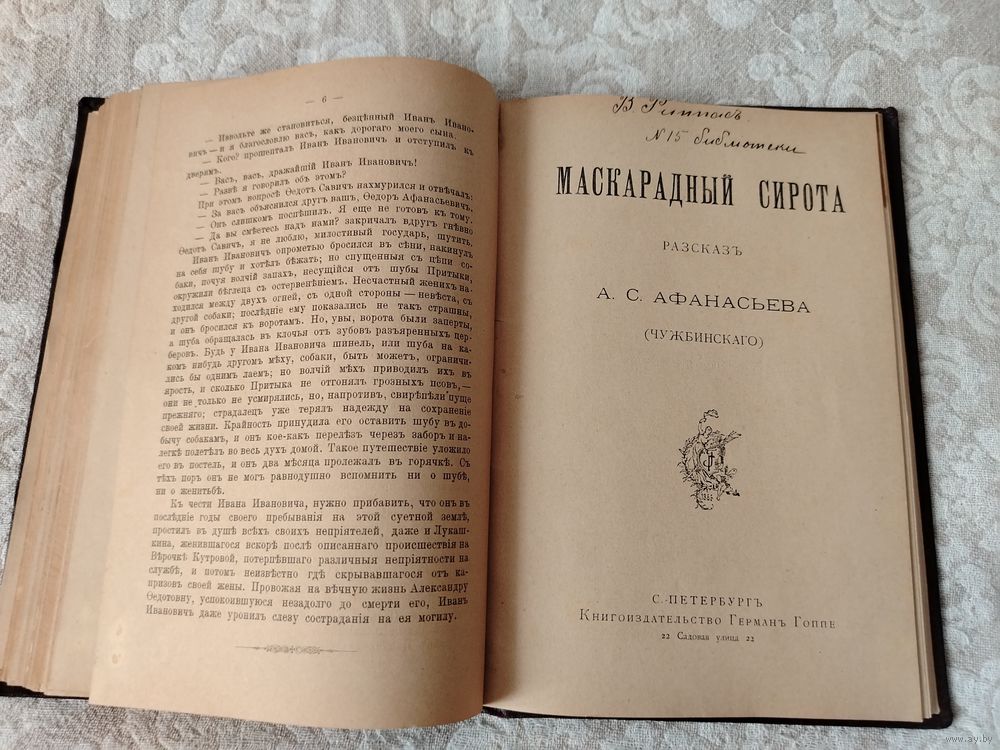 — 6 —
— Извольте же становиться, безцѣнный Иванъ Ивано-
вичъ — и я благословлю васъ, какъ дорогаго моего сына.
— Кого? прошепталъ Иванъ Ивановичъ и отступилъ къ
дверямъ.
— Васъ, васъ, дражайшій Иванъ Ивановичъ!
— Развѣ я говорилъ объ этомъ?
При этомъ вопросѣ Ѳедотъ Савичъ нахмурился и отвѣчалъ:
— За васъ объяснился другъ вашъ, Ѳедоръ Афанасьевичъ.
— Онъ слишкомъ поспѣшилъ. Я еще не готовъ къ тому.
— Да вы смѣетесь надъ нами? закричалъ вдругъ гнѣвно
Ѳедотъ Савичъ, я не люблю, милостивый государь, шутить.
Иванъ Ивановичъ опрометью бросился въ сѣни, накинулъ
на себя шубу и хотѣлъ бѣжать; но спущенныя съ цѣпи со-
баки, почуя волчій запахъ, несущійся отъ шубы Притыки,
окружили бѣглеца съ остервенѣніемъ. Несчастный женихъ на-
ходился между двухъ огней, съ одной стороны — невѣста, съ
другой собаки; послѣдніе ему показались не такъ страшны,
и онъ бросился къ воротамъ. Но, увы, ворота были заперты,
а шуба обращалась въ клочья отъ зубовъ разъяренныхъ цер-
беровъ. Будь у Ивана Ивановича шинель, или шуба на ка-
комъ нибудь другомъ мѣху, собаки, быть можетъ, ограничи-
лись бы однимъ лаемъ; но волчій мѣхъ приводилъ ихъ въ
ярость, и сколько Притыка не отгонялъ грозныхъ псовъ, —
они не только не усмирялись, но, напротивъ, свирѣпѣли пуще
прежняго; страдалецъ уже терялъ надежду на сохраненіе
своей жизни. Крайность принудила его оставить шубу въ до-
бычу собакамъ, и онъ кое-какъ перелѣзъ черезъ заборъ и на-
легкѣ полетѣлъ во весь духъ домой. Такое путешествіе уложило
его въ постель, и онъ два мѣсяца пролежалъ въ горячкѣ. Съ
тѣхъ поръ онъ не могъ равнодушно вспомнить ни о шубѣ,
ни о женитьбѣ.
Къ чести Ивана Ивановича, нужно прибавить, что онъ въ
послѣдніе годы своего пребыванія на этой суетной землѣ,
простилъ въ душѣ всѣхъ своихъ непріятелей, даже и Лукаш-
кина, женившагося вскорѣ послѣ описаннаго происшествія на
Вѣрочкѣ Кутровой, потерпѣвшаго различныя непріятности на
службѣ, и потомъ неизвѣстно гдѣ скрывавшагося отъ ка-
призовъ своей жены. Провожая на вѣчную жизнь Александру
Ѳедотовну, успокоившуюся незадолго до смерти его, Иванъ
Ивановичъ даже уронилъ слезу состраданія на ея могилу.
В.
№ 15 библіотеки
МАСКАРАДНЫЙ СИРОТА
РАЗСКАЗЪ
А. С. АФАНАСЬЕВА
(ЧУЖБИНСКАГО)
С.-ПЕТЕРБУРГЪ
Книгоиздательство Германъ Гоппе
22 Садовая улица 22
www.ay.by